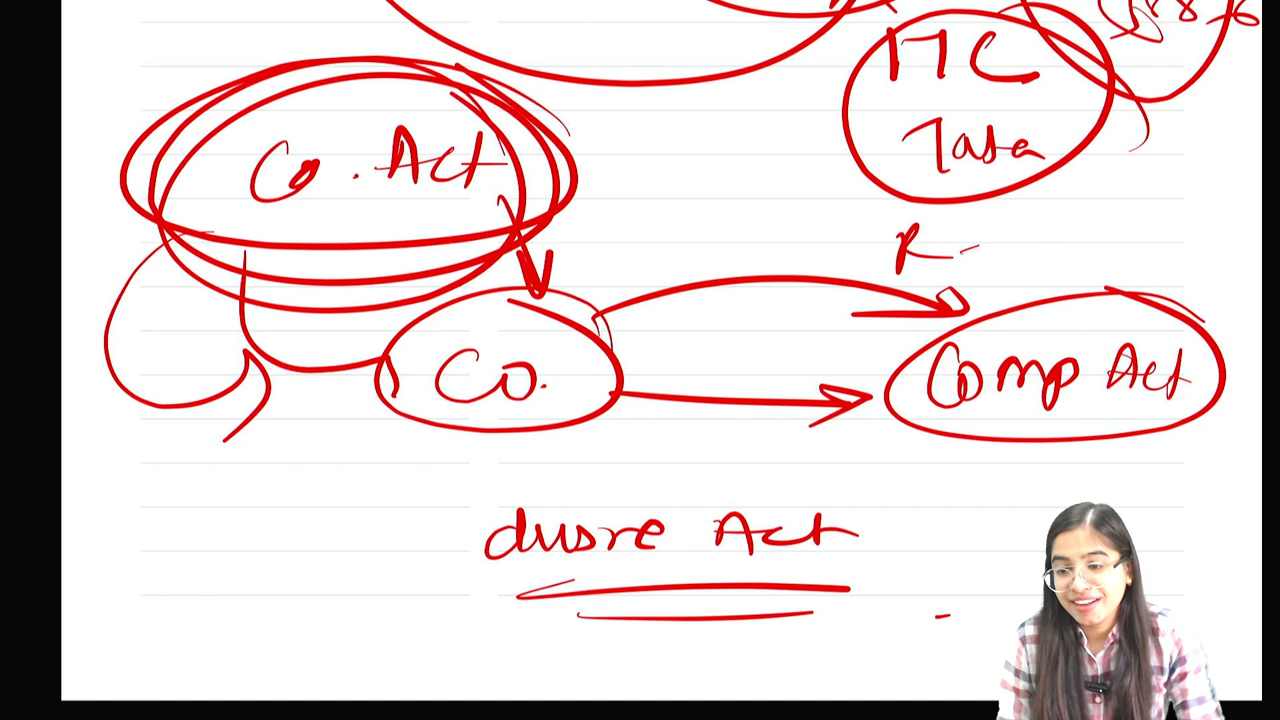 ITC
Tata
Co. Act
R-
Co.
Comp Act
dusre Act